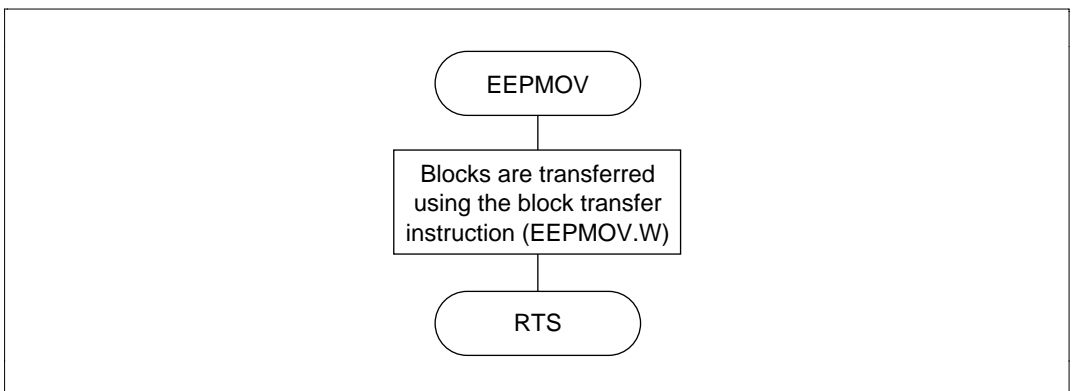 EEPMOV
Blocks are transferred
using the block transfer
instruction (EEPMOV.W)
RTS